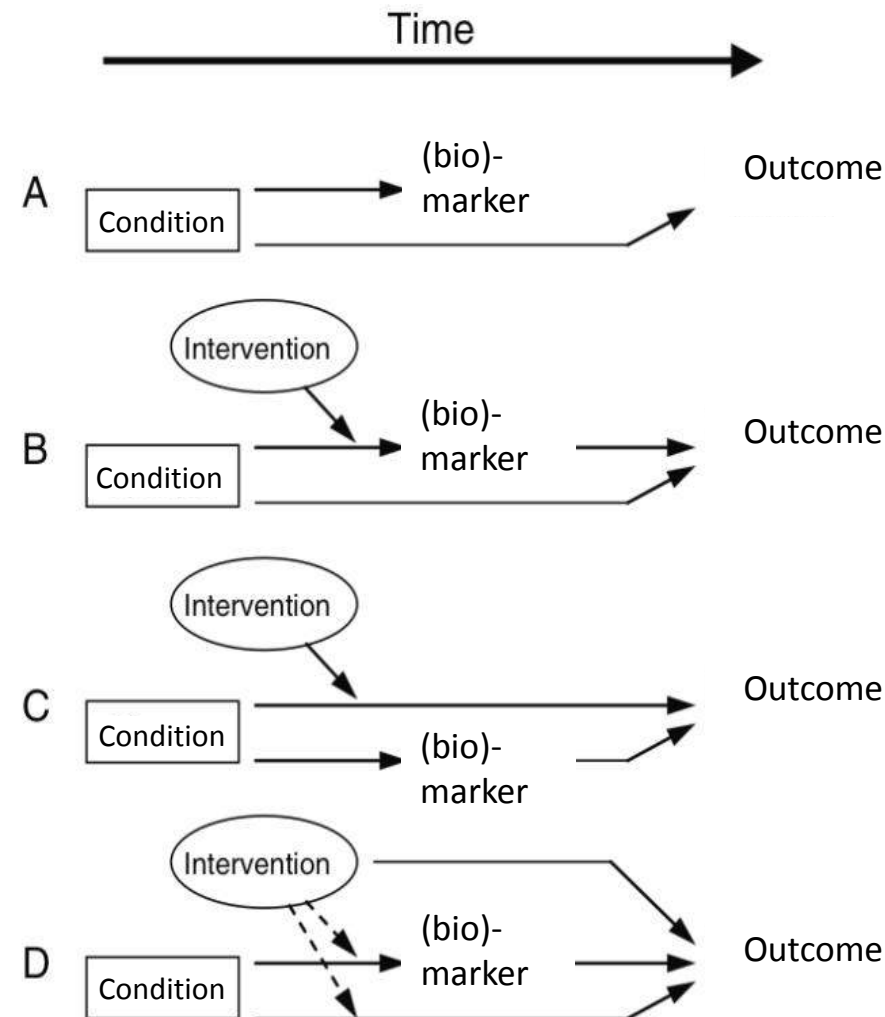 Time
A
Condition
(bio)-
marker
Outcome
Intervention
B
Condition
(bio)-
marker
Outcome
Intervention
C
Condition
(bio)-
marker
Outcome
Intervention
D
Condition
(bio)-
marker
Outcome